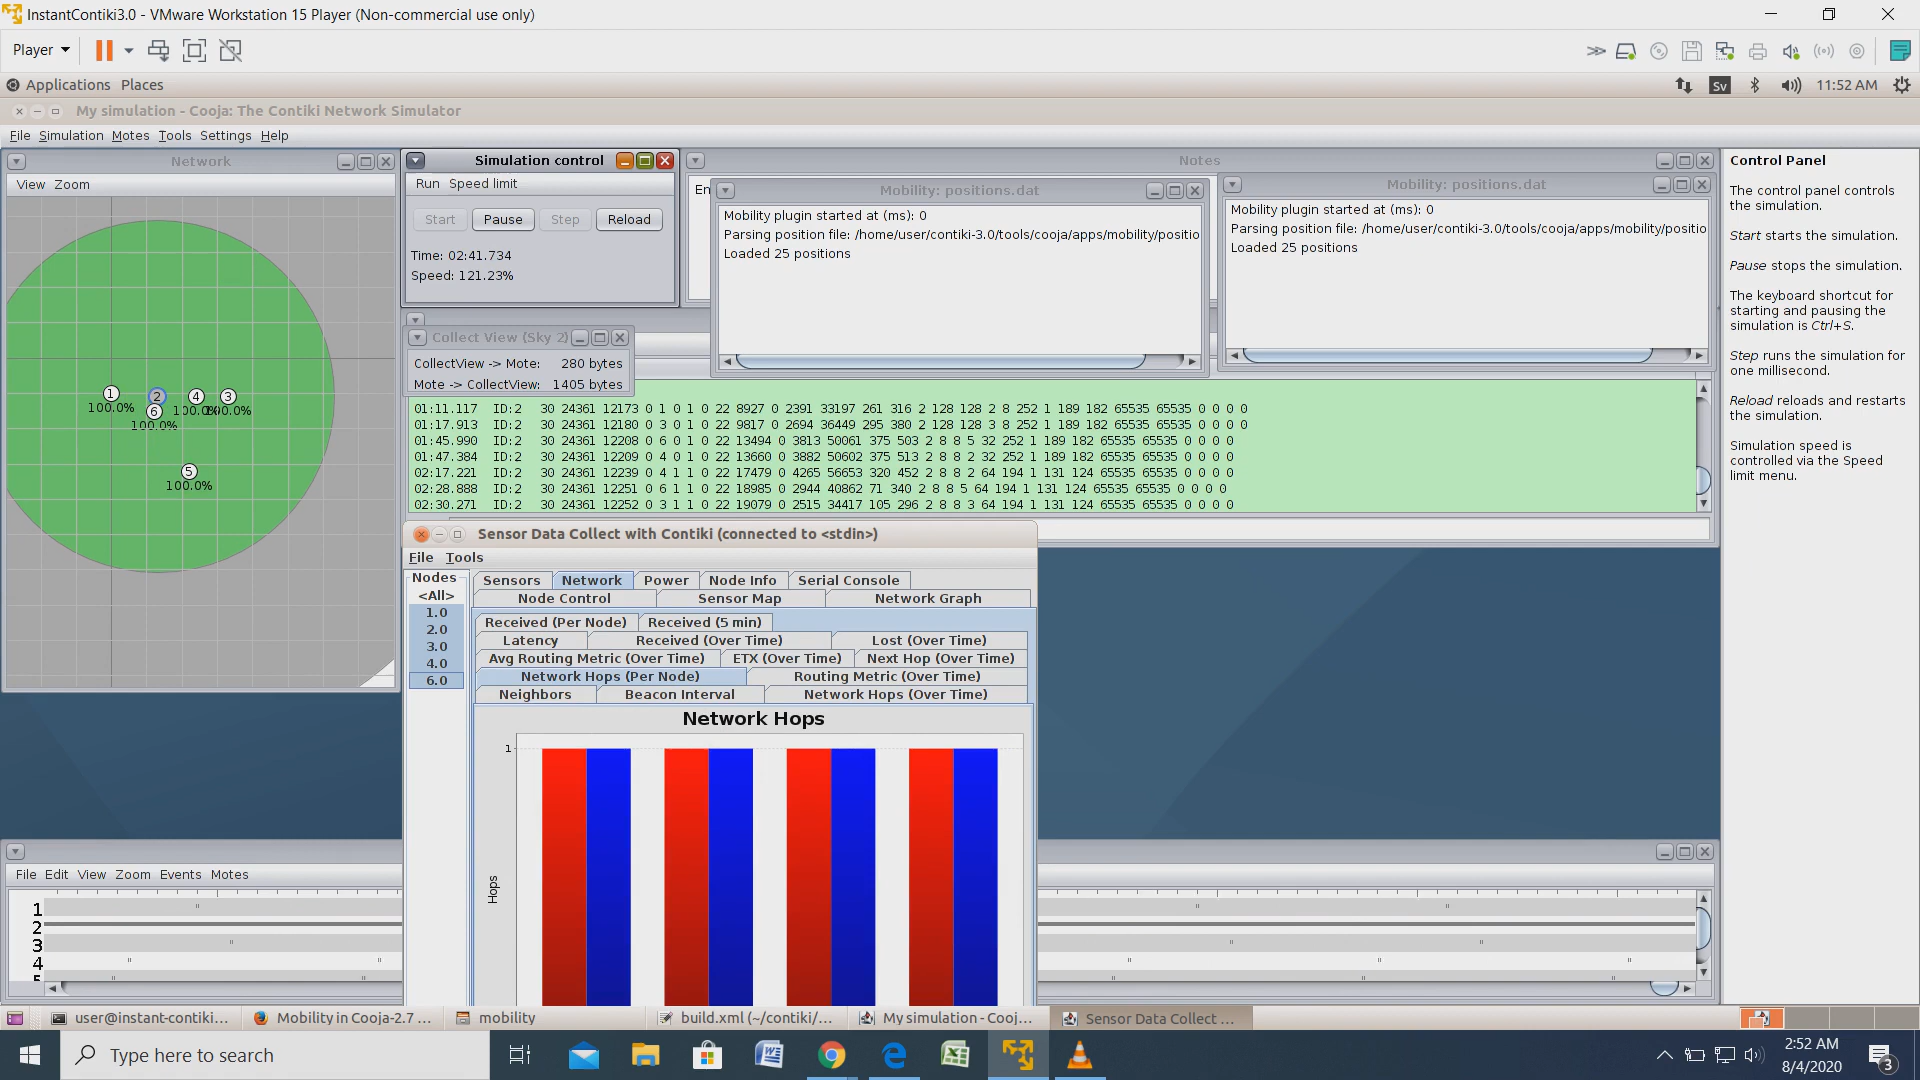 InstantContiki3.0 - VMware Workstation 15 Player (Non-commercial use only)
Player
Applications Places
Sv 11:52 AM
My simulation - Cooja: The Contiki Network Simulator
File Simulation Motes Tools Settings Help
Network
View Zoom
1
2
4
3
6
100.0%
100.0%
100.0%
5
100.0%
Simulation control
Run Speed limit
Start Pause Step Reload
Time: 02:41.734
Speed: 121.23%
Notes
En
Mobility: positions.dat
Mobility plugin started at (ms): 0
Parsing position file: /home/user/contiki-3.0/tools/cooja/apps/mobility/positio
Loaded 25 positions
Mobility: positions.dat
Mobility plugin started at (ms): 0
Parsing position file: /home/user/contiki-3.0/tools/cooja/apps/mobility/positio
Loaded 25 positions
Control Panel
The control panel controls
the simulation.
Start starts the simulation.
Pause stops the simulation.
The keyboard shortcut for
starting and pausing the
simulation is Ctrl+S.
Step runs the simulation for
one millisecond.
Reload reloads and restarts
the simulation.
Simulation speed is
controlled via the Speed
limit menu.
Collect View (Sky 2)
CollectView -> Mote: 280 bytes
Mote -> CollectView: 1405 bytes
01:11.117 ID:2 30 24361 12173 0 1 0 1 0 22 8927 0 2391 33197 261 316 2 128 128 2 8 252 1 189 182 65535 65535 0 0 0 0
01:17.913 ID:2 30 24361 12180 0 3 0 1 0 22 9817 0 2694 36449 295 380 2 128 128 3 8 252 1 189 182 65535 65535 0 0 0 0
01:45.990 ID:2 30 24361 12208 0 6 0 1 0 22 13494 0 3813 50061 375 503 2 8 8 5 32 252 1 189 182 65535 65535 0 0 0 0
01:47.384 ID:2 30 24361 12209 0 4 0 1 0 22 13660 0 3882 50602 375 513 2 8 8 2 32 252 1 189 182 65535 65535 0 0 0 0
02:17.221 ID:2 30 24361 12239 0 4 1 1 0 22 17479 0 4265 56653 320 452 2 8 8 2 64 194 1 131 124 65535 65535 0 0 0 0
02:28.888 ID:2 30 24361 12251 0 6 1 1 0 22 18985 0 2944 40862 71 340 2 8 8 5 64 194 1 131 124 65535 65535 0 0 0 0
02:30.271 ID:2 30 24361 12252 0 3 1 1 0 22 19079 0 2515 34417 105 296 2 8 8 3 64 194 1 131 124 65535 65535 0 0 0 0
Sensor Data Collect with Contiki (connected to <stdin>)
File Tools
Nodes
<All>
1.0
2.0
3.0
4.0
6.0
Sensors Network Power Node Info Serial Console
Node Control Sensor Map Network Graph
Received (Per Node) Received (5 min)
Latency Received (Over Time) Lost (Over Time)
Avg Routing Metric (Over Time) ETX (Over Time) Next Hop (Over Time)
Network Hops (Per Node) Routing Metric (Over Time)
Neighbors Beacon Interval Network Hops (Over Time)
Network Hops
1
Hops
File Edit View Zoom Events Motes
1
2
3
4
user@instant-contiki... Mobility in Cooja-2.7 ... mobility build.xml (~/contiki/... My simulation - Cooj... Sensor Data Collect ...
Type here to search
2:52 AM
8/4/2020
3